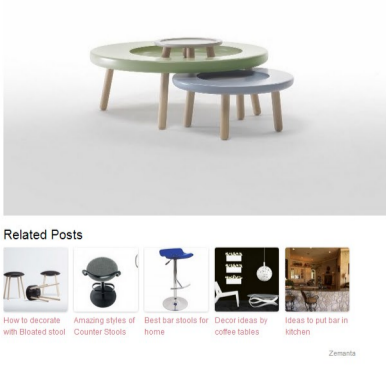 Related Posts
How to decorate
with Bloated stool
Amazing styles of
Counter Stools
Best bar stools for
home
Decor ideas by
coffee tables
Ideas to put bar in
kitchen
Zemanta